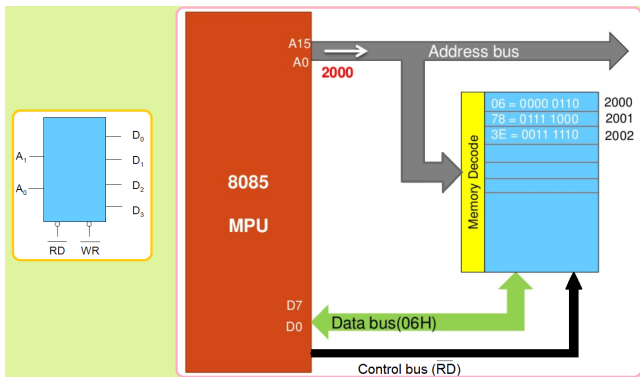 A1
A0
D0
D1
D2
D3
RD
WR
A15
A0
2000
Address bus
8085
MPU
Memory Decode
06 = 0000 0110 2000
78 = 0111 1000 2001
3E = 0011 1110 2002
D7
D0
Data bus(06H)
Control bus (RD)